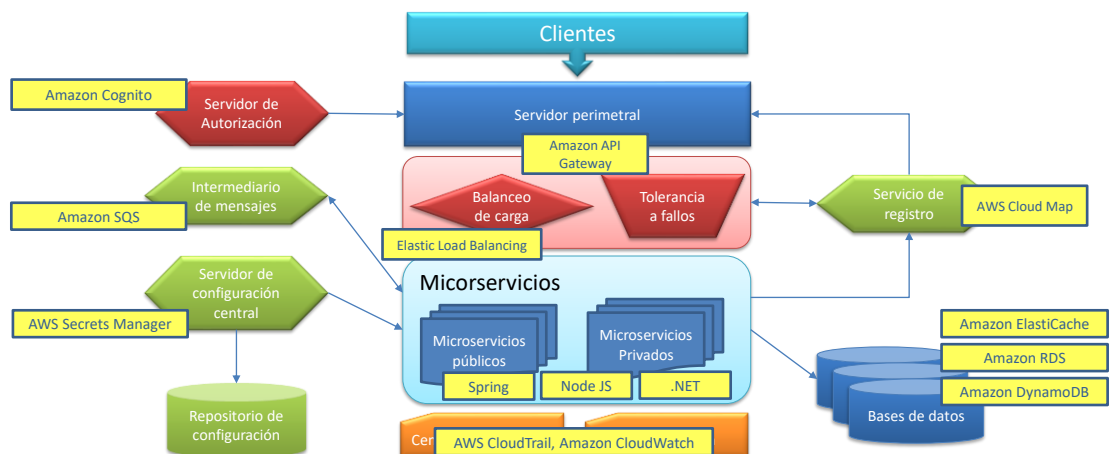 Clientes
Amazon Cognito
Servidor de
Autorización
Servidor perimetral
Amazon API
Gateway
Intermediario
de mensajes
Amazon SQS
Balanceo
de carga
Tolerancia
a fallos
Elastic Load Balancing
Servicio de
registro
AWS Cloud Map
Servidor de
configuración
central
AWS Secrets Manager
Micorservicios
Microservicios
públicos
Microservicios
Privados
Spring
Node JS
.NET
Amazon ElastiCache
Amazon RDS
Amazon DynamoDB
Bases de datos
Repositorio de
configuración
AWS CloudTrail, Amazon CloudWatch